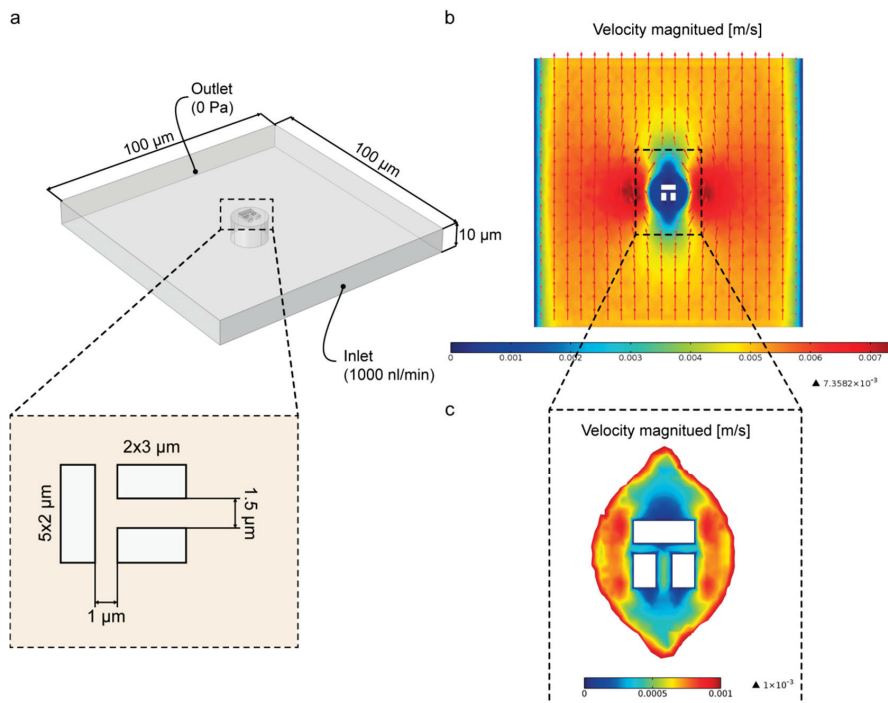 a
Outlet
(0 Pa)
100 µm
100 µm
10 µm
Inlet
(1000 nl/min)
2x3 µm
5x2 µm
1.5 µm
1 µm
b
Velocity magnitued [m/s]
0 0.001 0.002 0.003 0.004 0.005 0.006 0.007
▲ 7.3582×10⁻³
c
Velocity magnitued [m/s]
▲ 1×10⁻³
0 0.0005 0.001